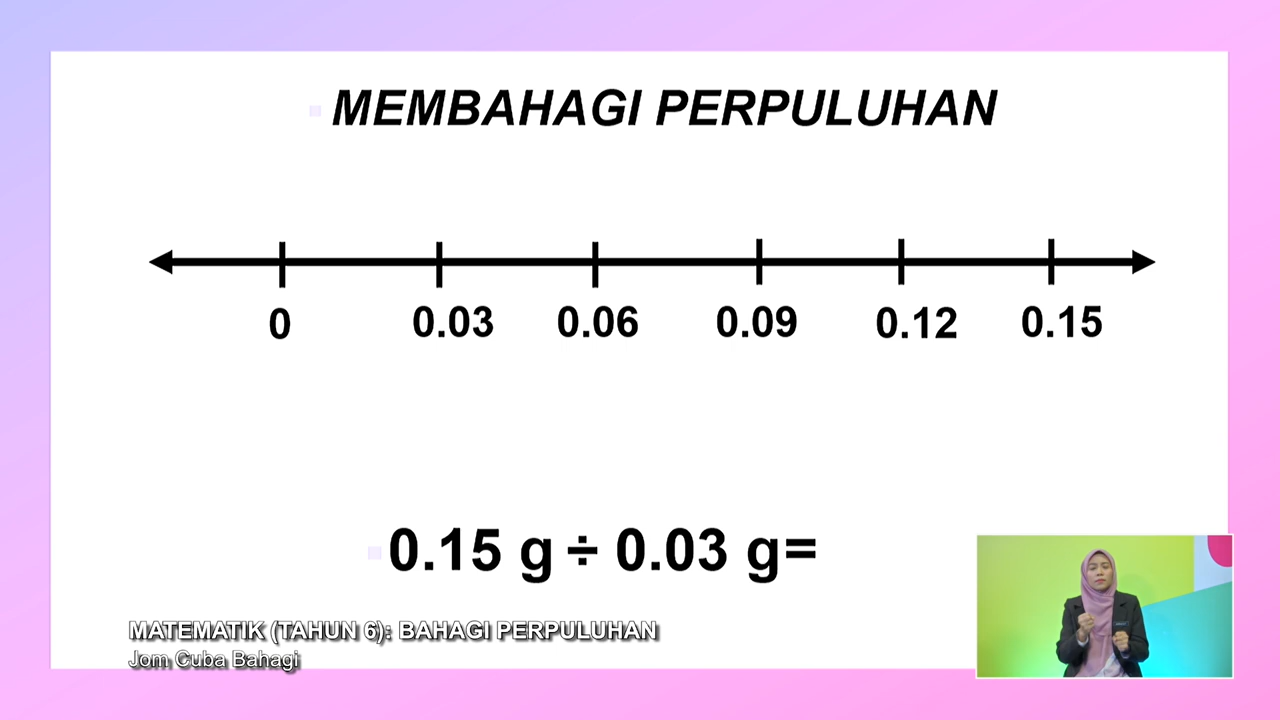 MEMBAHAGI PERPULUHAN
0 0.03 0.06 0.09 0.12 0.15
0.15 g ÷ 0.03 g=
MATEMATIK (TAHUN 6): BAHAGI PERPULUHAN
Jom Cuba Bahagi